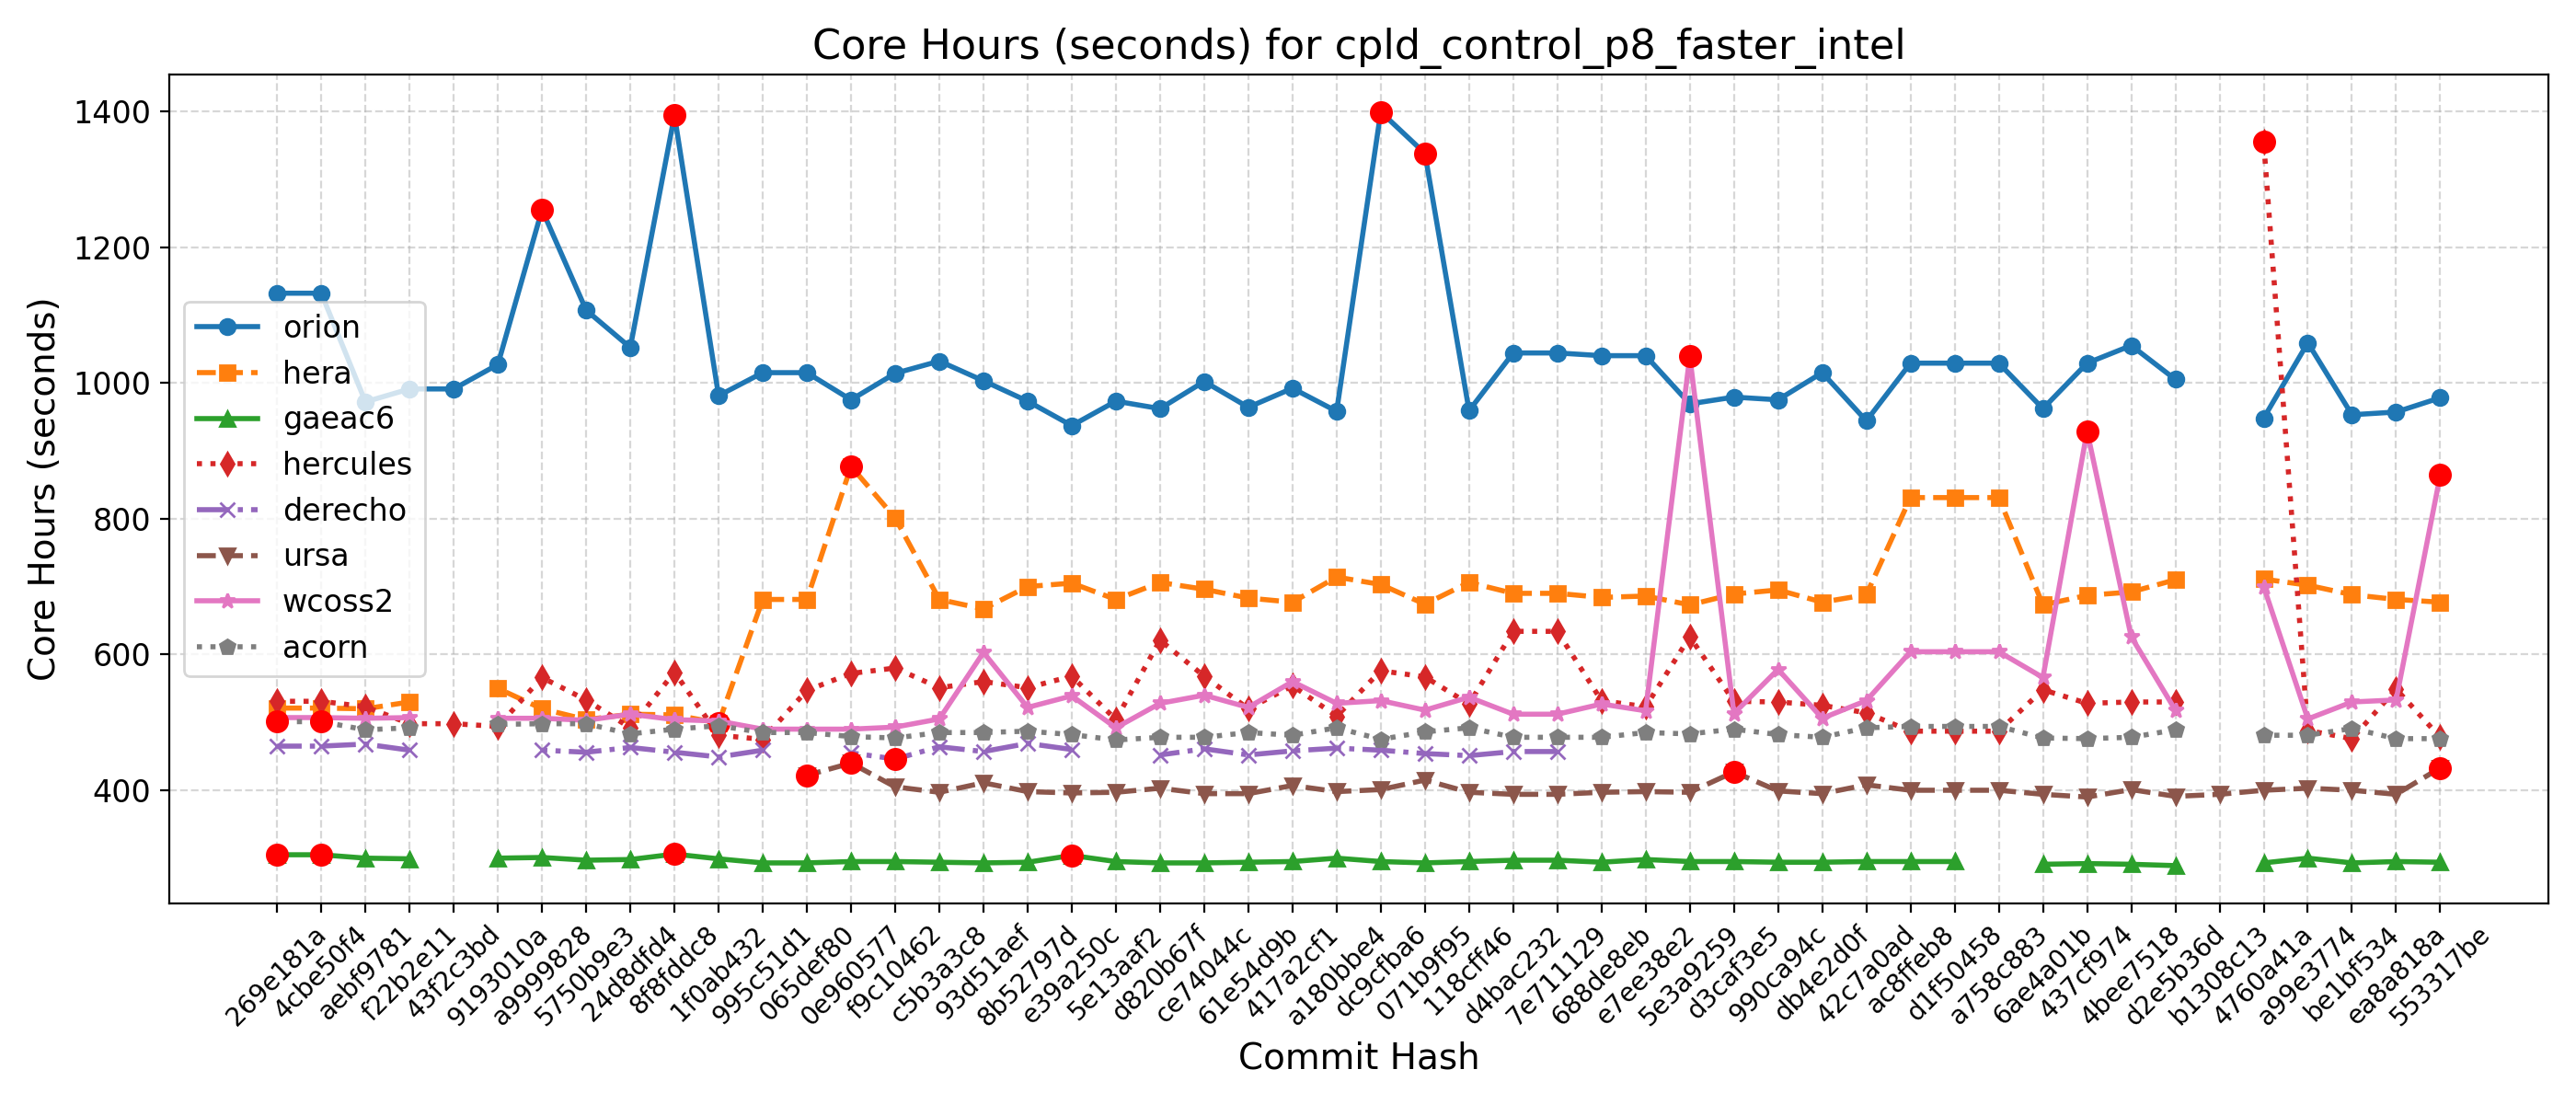 Core Hours (seconds) for cpld_control_p8_faster_intel
Core Hours (seconds)
1400
1200
1000
800
600
400
orion
hera
gaeac6
hercules
derecho
ursa
wcoss2
acorn
269e181a
4cbe50f4
aebf9781
f22b2e11
43f2c3bd
9193010a
a9999828
5750b9e3
24d8dfd4
8f8fddc8
1f0ab432
995c51d1
065def80
0e960577
f9c10462
c5b3a3c8
93d51aef
8b52797d
e39a250c
5e13aaf2
d820b67f
ce74044c
61e54d9b
417a2cf1
a180bbe4
dc9cfba6
071b9f95
118cff46
d4bac232
7e711129
688de8eb
e7ee38e2
5e3a9259
d3caf3e5
990ca94c
db4e2d0f
42c7a0ad
ac8ffeb8
d1f50458
a758c883
6ae4a01b
437cf974
4bee7518
d2e5b36d
b1308c13
4760a41a
a99e3774
be1bf534
ea8a818a
553317be
Commit Hash